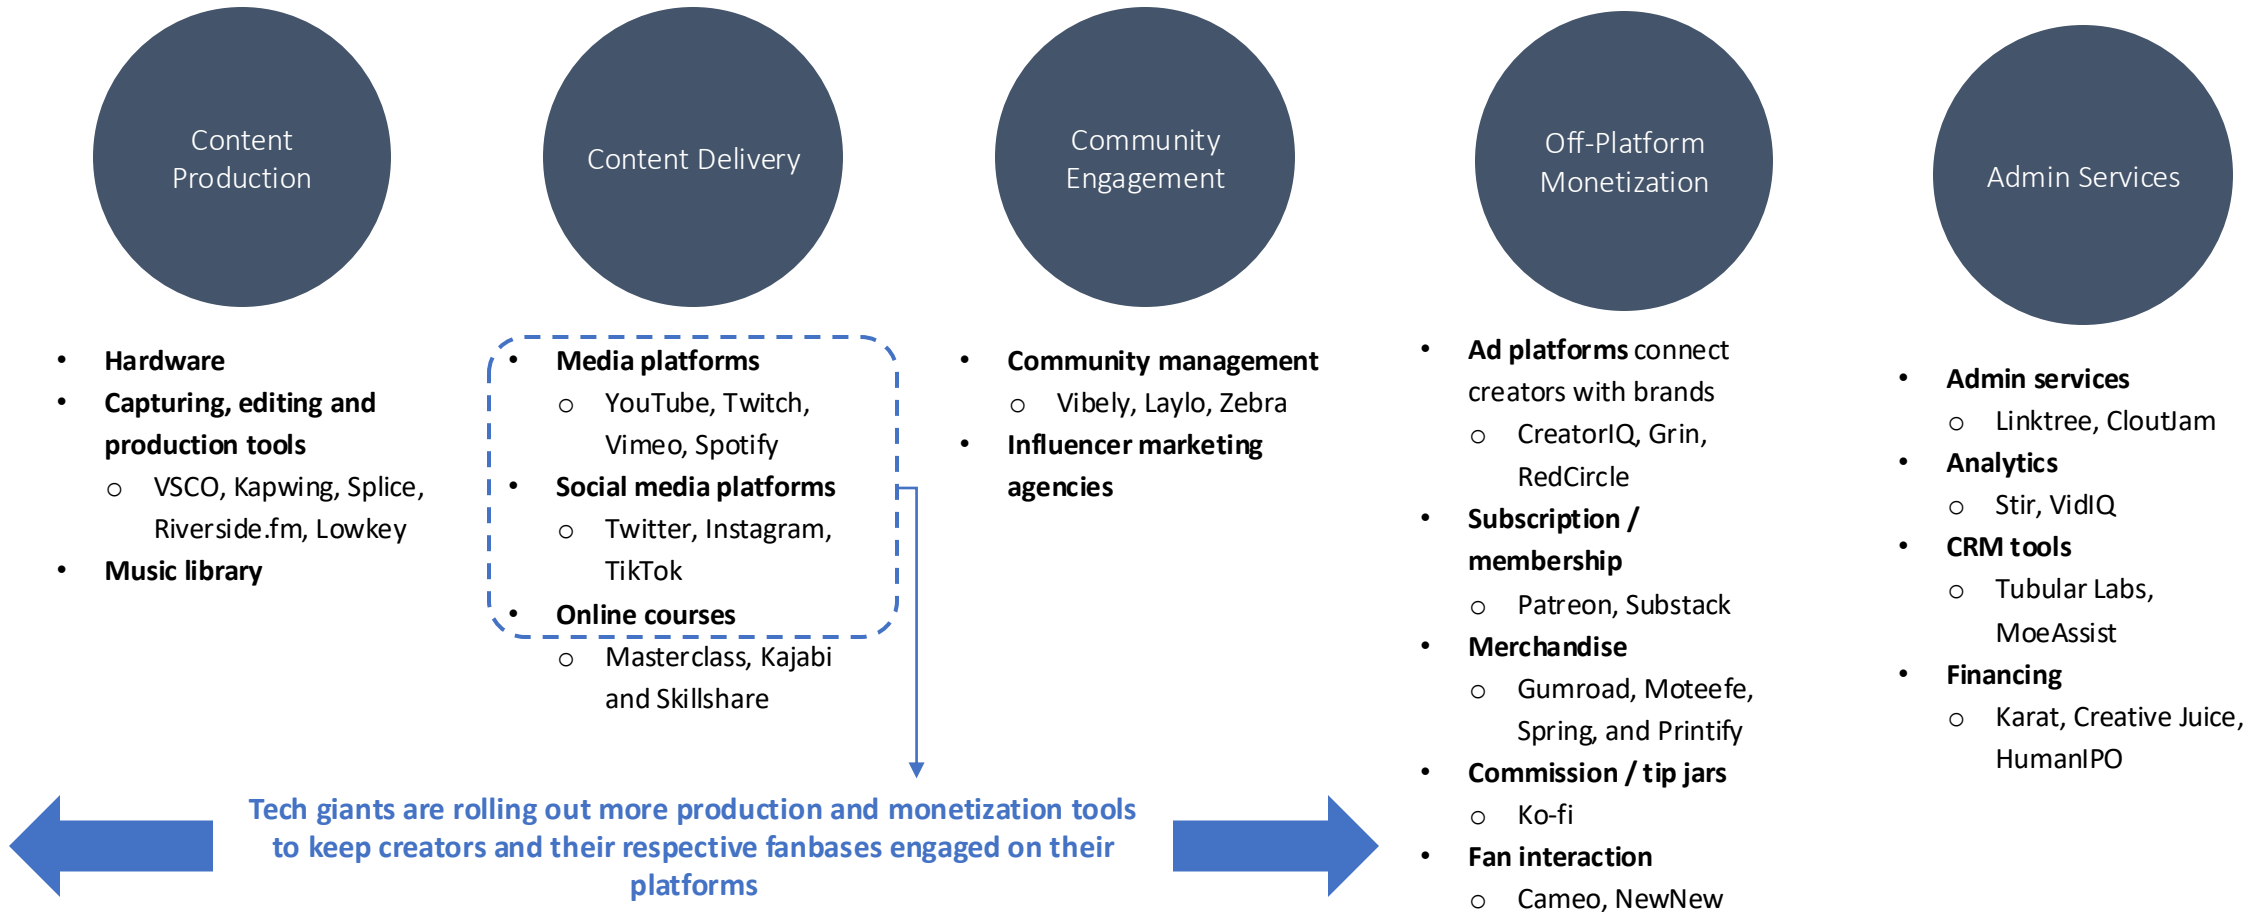 Content
Production
• Hardware
• Capturing, editing and
production tools
o VSCO, Kapwing, Splice,
Riverside.fm, Lowkey
• Music library
Content Delivery
• Media platforms
o YouTube, Twitch,
Vimeo, Spotify
• Social media platforms
o Twitter, Instagram,
TikTok
• Online courses
o Masterclass, Kajabi
and Skillshare
Community
Engagement
• Community management
o Vibely, Laylo, Zebra
• Influencer marketing
agencies
Off-Platform
Monetization
• Ad platforms connect
creators with brands
o CreatorIQ, Grin,
RedCircle
• Subscription /
membership
o Patreon, Substack
• Merchandise
o Gumroad, Moteefe,
Spring, and Printify
• Commission / tip jars
o Ko-fi
• Fan interaction
o Cameo, NewNew
Admin Services
• Admin services
o Linktree, CloutJam
• Analytics
o Stir, VidIQ
• CRM tools
o Tubular Labs,
MoeAssist
• Financing
o Karat, Creative Juice,
HumanIPO
Tech giants are rolling out more production and monetization tools
to keep creators and their respective fanbases engaged on their
platforms